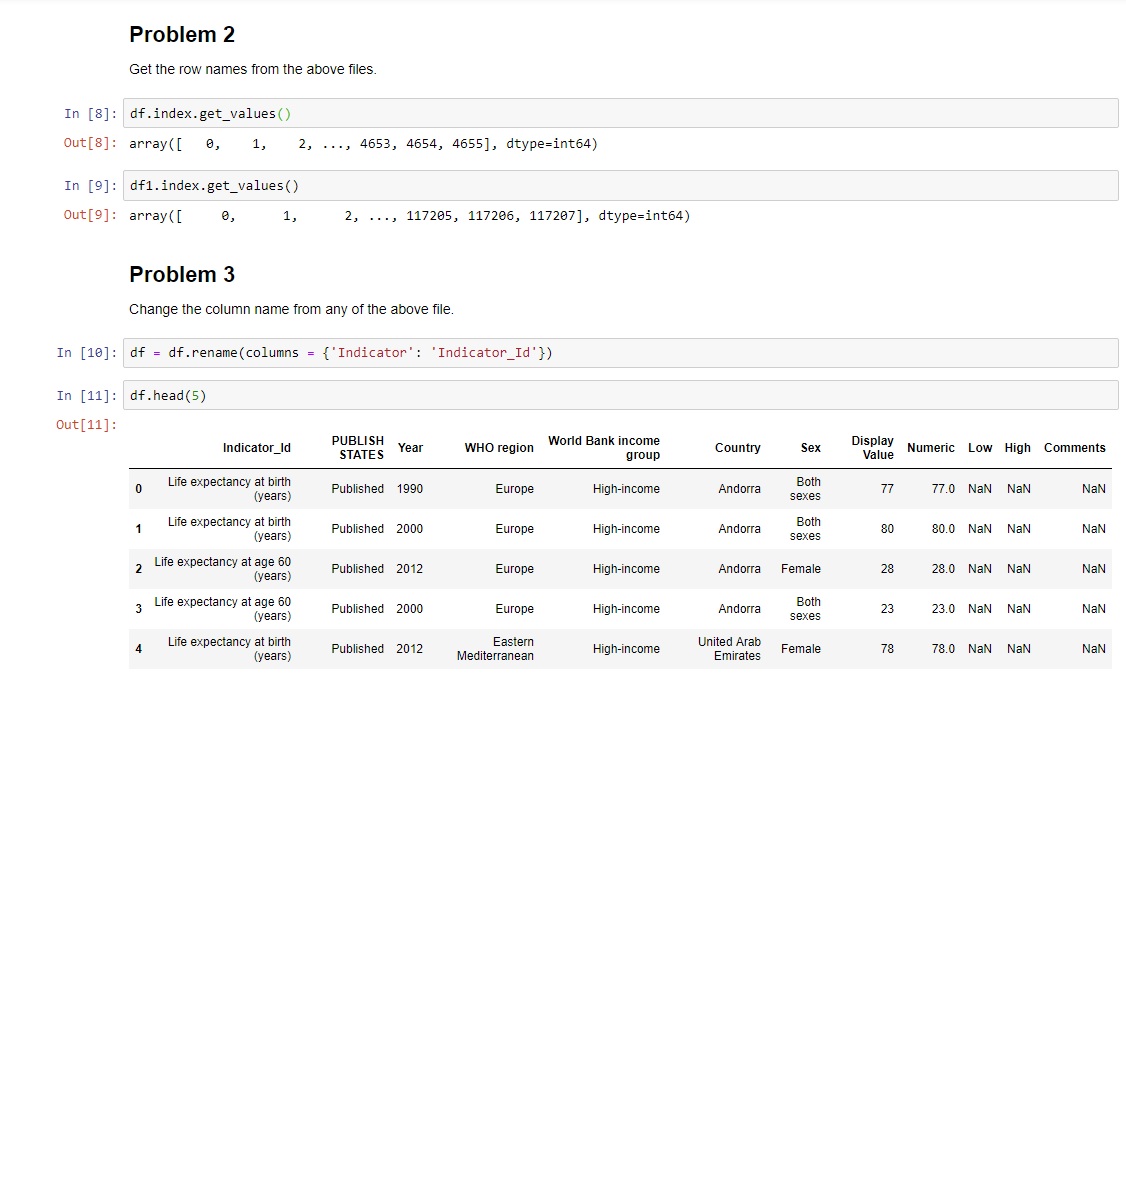 Problem 2
Get the row names from the above files.
In [8]: df.index.get_values()
Out[8]: array([   0,    1,    2, ..., 4653, 4654, 4655], dtype=int64)
In [9]: df1.index.get_values()
Out[9]: array([     0,      1,      2, ..., 117205, 117206, 117207], dtype=int64)
Problem 3
Change the column name from any of the above file.
In [10]: df = df.rename(columns = {'Indicator': 'Indicator_Id'})
In [11]: df.head(5)
Out[11]:
Indicator_Id PUBLISH STATES Year WHO region World Bank income group Country Sex Display Value Numeric Low High Comments
0 Life expectancy at birth (years) Published 1990 Europe High-income Andorra Both sexes 77 77.0 NaN NaN NaN
1 Life expectancy at birth (years) Published 2000 Europe High-income Andorra Both sexes 80 80.0 NaN NaN NaN
2 Life expectancy at age 60 (years) Published 2012 Europe High-income Andorra Female 28 28.0 NaN NaN NaN
3 Life expectancy at age 60 (years) Published 2000 Europe High-income Andorra Both sexes 23 23.0 NaN NaN NaN
4 Life expectancy at birth (years) Published 2012 Eastern Mediterranean High-income United Arab Emirates Female 78 78.0 NaN NaN NaN